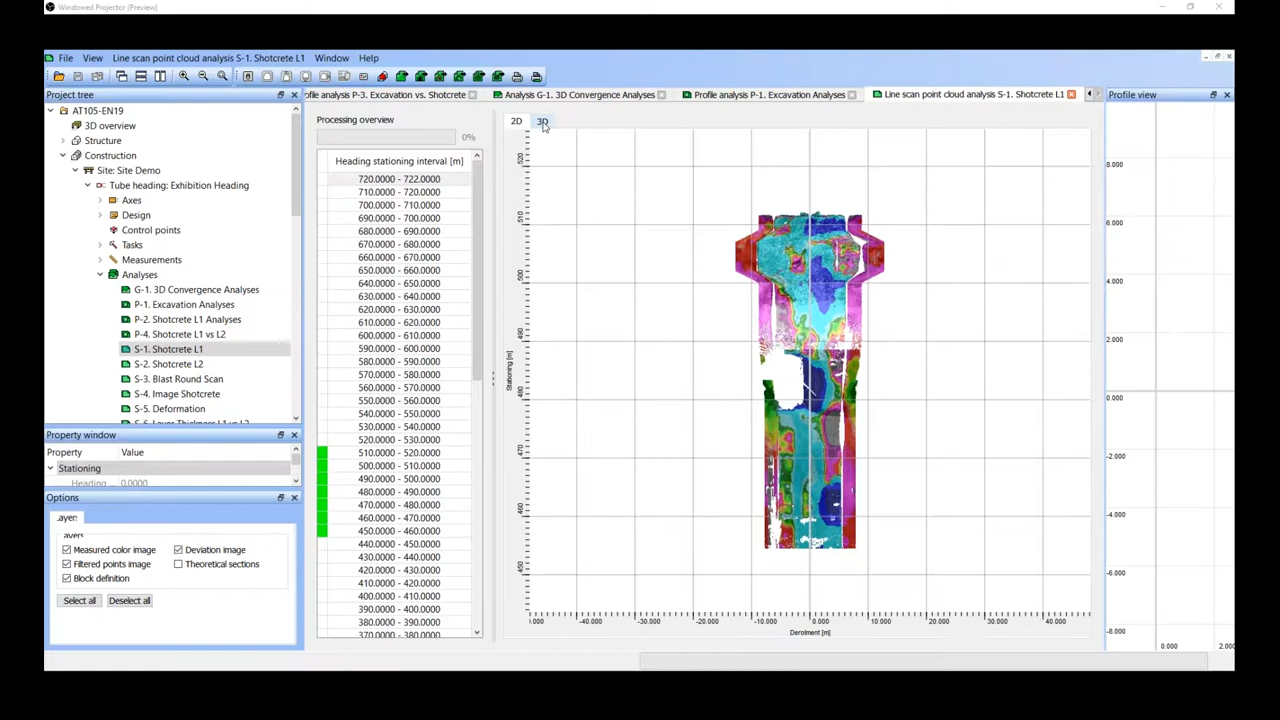 Windowed Projector (Preview)
File View Line scan point cloud analysis S-1. Shotcrete L1 Window Help
Project tree
AT105-EN19
3D overview
Structure
Construction
Site: Site Demo
Tube heading: Exhibition Heading
Axes
Design
Control points
Tasks
Measurements
Analyses
G-1. 3D Convergence Analyses
P-1. Excavation Analyses
P-2. Shotcrete L1 Analyses
P-4. Shotcrete L1 vs L2
S-1. Shotcrete L1
S-2. Shotcrete L2
S-3. Blast Round Scan
S-4. Image Shotcrete
S-5. Deformation
Property window
Property Value
Stationing
Heading ... 0.0000
Options
Measured color image Deviation image
Filtered points image Theoretical sections
Block definition
Select all Deselect all
ofile analysis P-3. Excavation vs. Shotcrete Analysis G-1. 3D Convergence Analyses Profile analysis P-1. Excavation Analyses Line scan point cloud analysis S-1. Shotcrete L1
Processing overview
0%
Heading stationing interval [m]
720.0000 - 722.0000
710.0000 - 720.0000
700.0000 - 710.0000
690.0000 - 700.0000
680.0000 - 690.0000
670.0000 - 680.0000
660.0000 - 670.0000
650.0000 - 660.0000
640.0000 - 650.0000
630.0000 - 640.0000
620.0000 - 630.0000
610.0000 - 620.0000
600.0000 - 610.0000
590.0000 - 600.0000
580.0000 - 590.0000
570.0000 - 580.0000
560.0000 - 570.0000
550.0000 - 560.0000
540.0000 - 550.0000
530.0000 - 540.0000
520.0000 - 530.0000
510.0000 - 520.0000
500.0000 - 510.0000
490.0000 - 500.0000
480.0000 - 490.0000
470.0000 - 480.0000
460.0000 - 470.0000
450.0000 - 460.0000
440.0000 - 450.0000
430.0000 - 440.0000
420.0000 - 430.0000
410.0000 - 420.0000
400.0000 - 410.0000
390.0000 - 400.0000
380.0000 - 390.0000
370.0000 - 380.0000
2D 3D
520
510
500
490
480
470
460
450
Stationing [m]
.000 -40.000 -30.000 -20.000 -10.000 0.000 10.000 20.000 30.000 40.000
Derolment [m]
Profile view
8.000
6.000
4.000
2.000
0.000
-2.000
-4.000
-6.000
-8.000
0.000 2.00